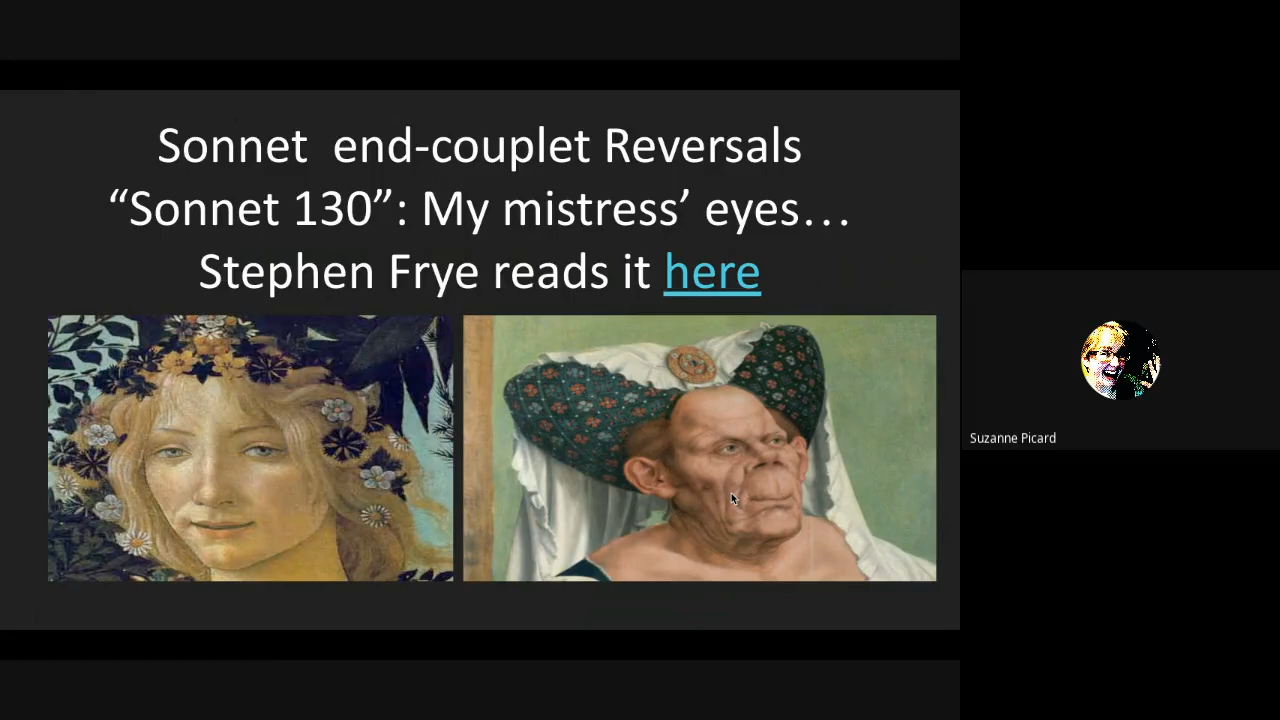 Sonnet  end-couplet Reversals
“Sonnet 130”: My mistress’ eyes…
Stephen Frye reads it here
Suzanne Picard